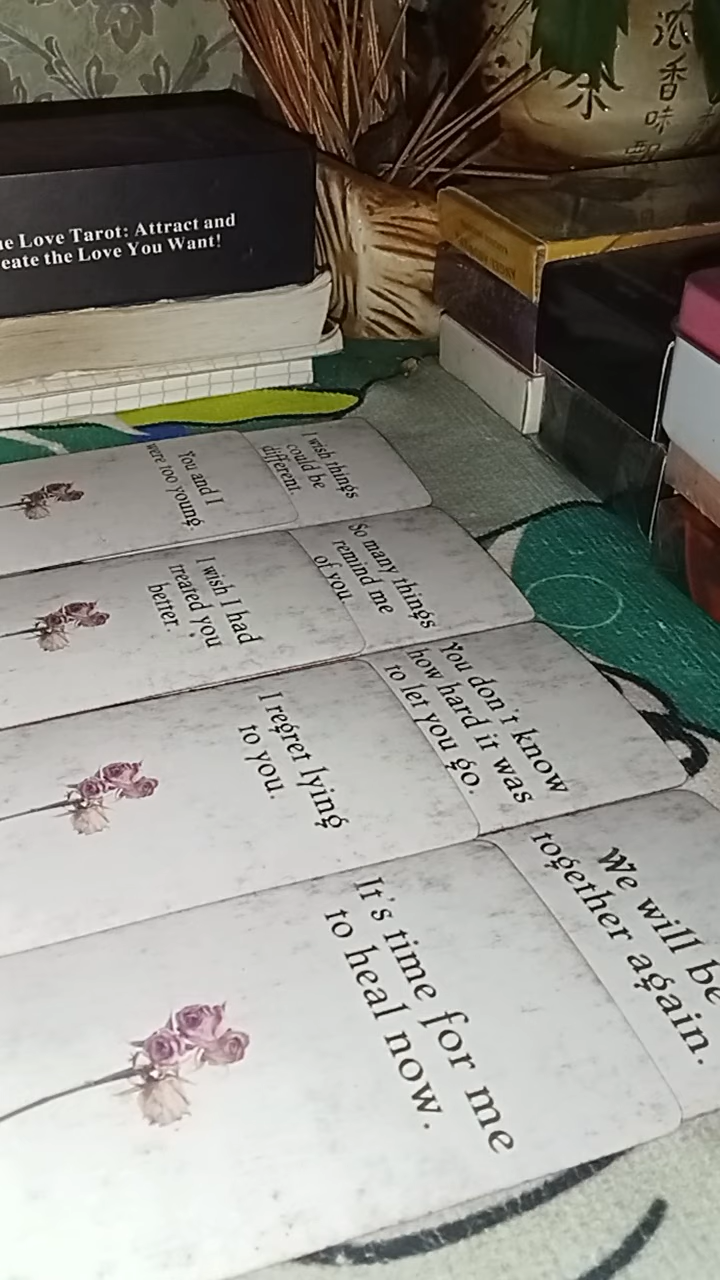 浓
香
味
e Love Tarot: Attract and
eate the Love You Want!
I wish things
could be
different.
You and I
were too young.
So many things
remind me
of you.
I wish I had
treated you
better.
You don't know
how hard it was
to let you go.
I regret lying
to you.
We will be
together again.
It's time for me
to heal now.